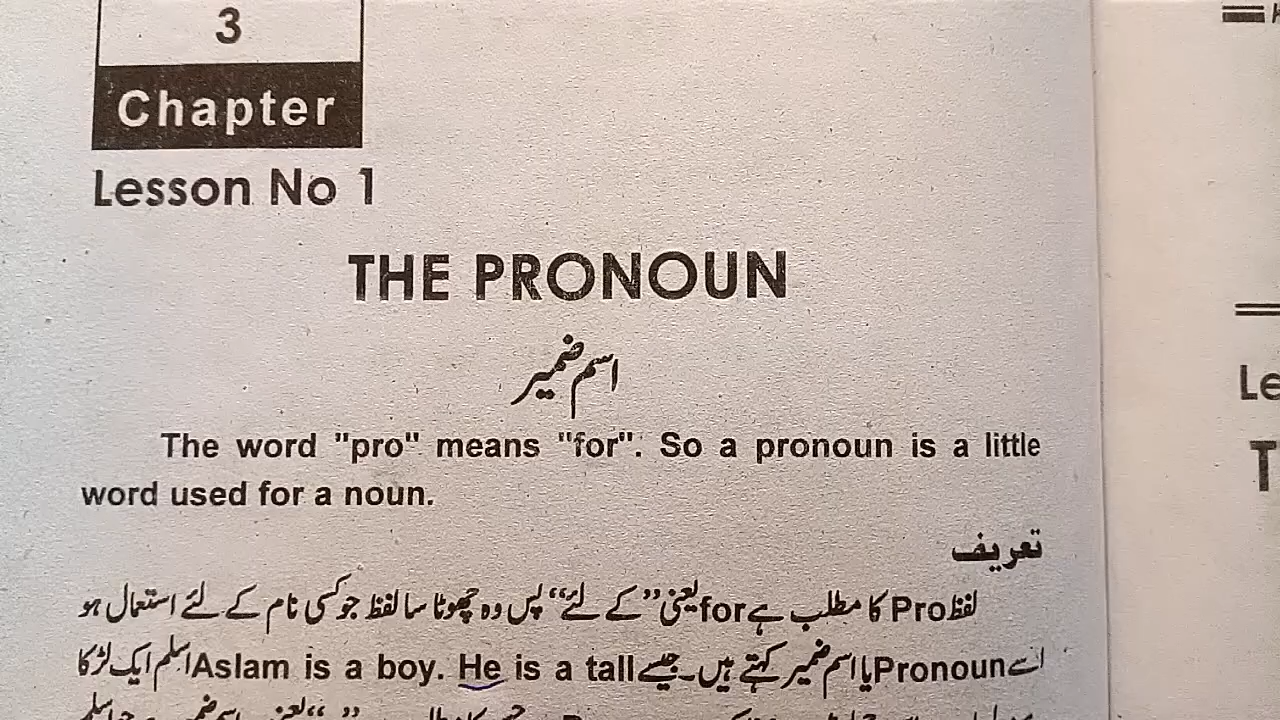 3
Chapter
Lesson No 1
THE PRONOUN
اسم ضمیر
The word "pro" means "for". So a pronoun is a little
word used for a noun.
تعریف
لفظ Pro کا مطلب ہے for یعنی ”کے لئے“ پس وہ چھوٹا سا لفظ جو کسی نام کے لئے استعمال ہو
اسے Pronoun یا اسم ضمیر کہتے ہیں۔ جیسے Aslam is a boy. He is a tall اسلم ایک لڑکا
Le
T